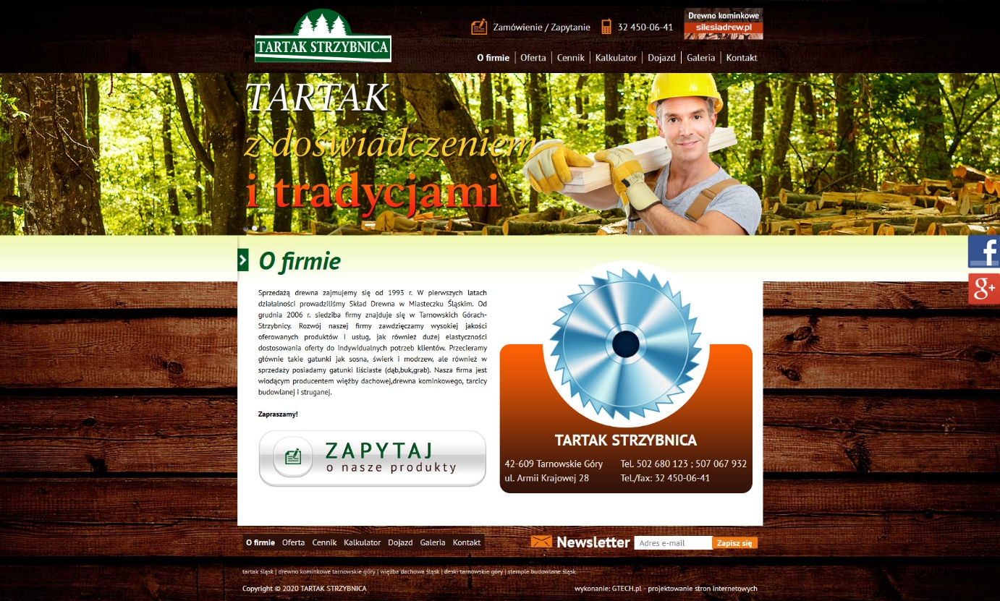 TARTAK STRZYBNICA
Zamówienie / Zapytanie
32 450-06-41
Drewno kominkowe
silesiadrew.pl
O firmie | Oferta | Cennik | Kalkulator | Dojazd | Galeria | Kontakt
TARTAK
z doświadczeniem
i tradycjami
O firmie
Sprzedażą drewna zajmujemy się od 1993 r. W pierwszych latach
działalności prowadziliśmy Skład Drewna w Miasteczku Śląskim. Od
grudnia 2006 r. siedziba firmy znajduje się w Tarnowskich Górach-
Strzybnicy. Rozwój naszej firmy zawdzięczamy wysokiej jakości
oferowanych produktów i usług, jak również dużej elastyczności
dostosowania oferty do indywidualnych potrzeb klientów. Przecieramy
głównie takie gatunki jak sosna, świerk i modrzew, ale również w
sprzedaży posiadamy gatunki liściaste (dąb,buk,grab). Nasza firma jest
wiodącym producentem więźby dachowej,drewna kominkowego, tarcicy
budowlanej i struganej.
Zapraszamy!
ZAPYTAJ
o nasze produkty
TARTAK STRZYBNICA
42-609 Tarnowskie Góry
ul. Armii Krajowej 28
Tel. 502 680 123 ; 507 067 932
Tel./fax: 32 450-06-41
f
g+
O firmie Oferta Cennik Kalkulator Dojazd Galeria Kontakt
Newsletter
Adres e-mail
Zapisz się
tartak śląsk | drewno kominkowe tarnowskie góry | więźba dachowa śląsk | deski tarnowskie góry | stemple budowlane śląsk
Copyright © 2020 TARTAK STRZYBNICA
wykonanie: GTECH.pl - projektowanie stron internetowych